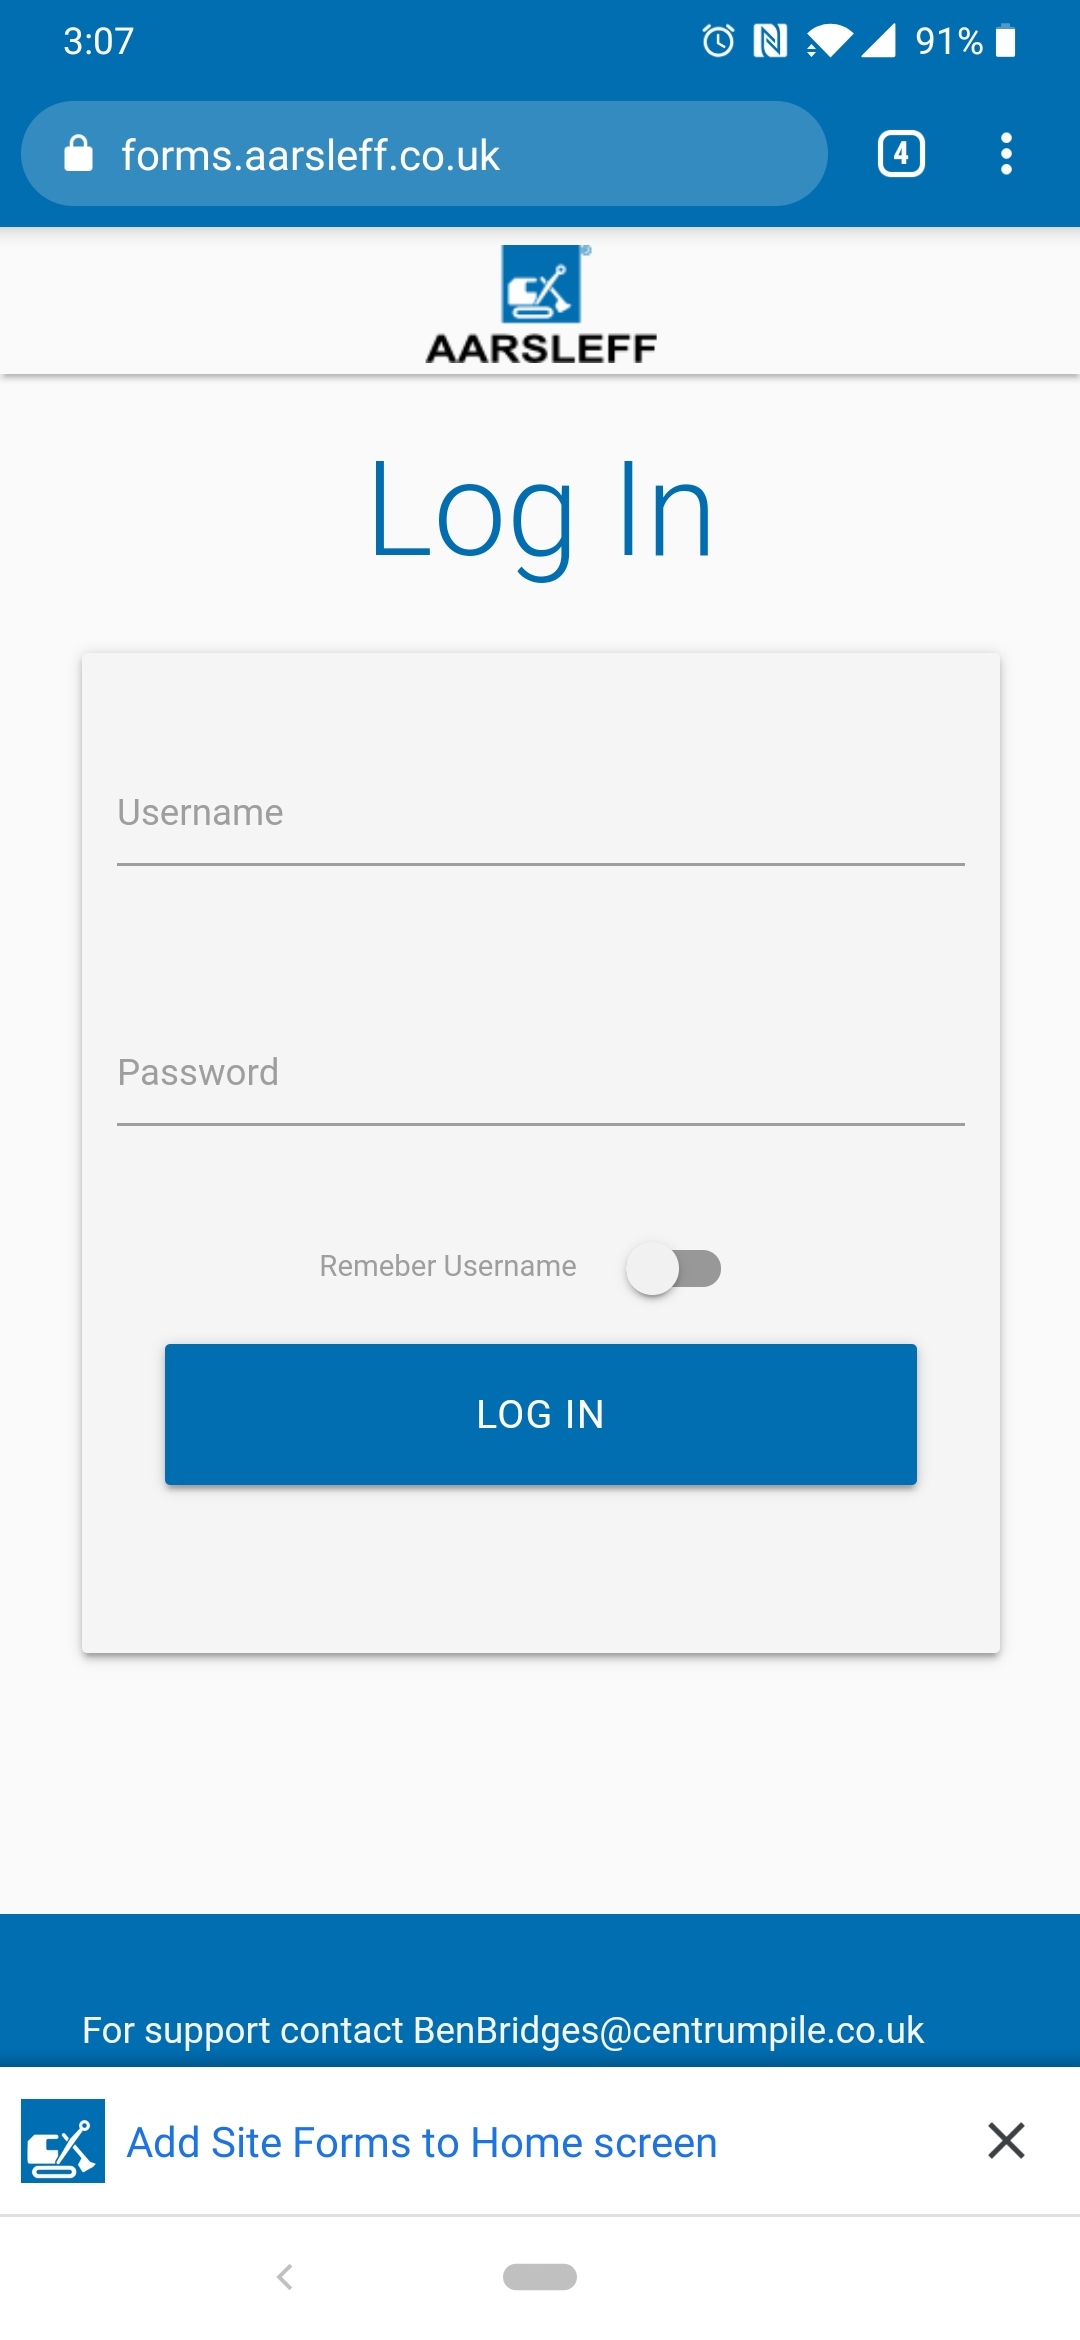 3:07
91%
forms.aarsleff.co.uk
4
AARSLEFF
Log In
Username
Password
Remeber Username
LOG IN
For support contact BenBridges@centrumpile.co.uk
Add Site Forms to Home screen